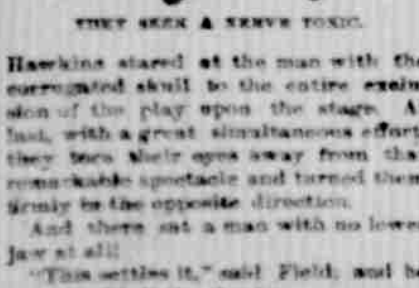 THEY SEEK A NERVE TONIC.
Hawkins stared at the man with the
corrugated skull to the entire exclu-
sion of the play upon the stage. A
last, with a great simultaneous effort
they tore their eyes away from tha
remarkable spectacle and turned them
firmly in the opposite direction.
And there sat a man with no lower
jaw at all!
"This settles it," said Field, and he